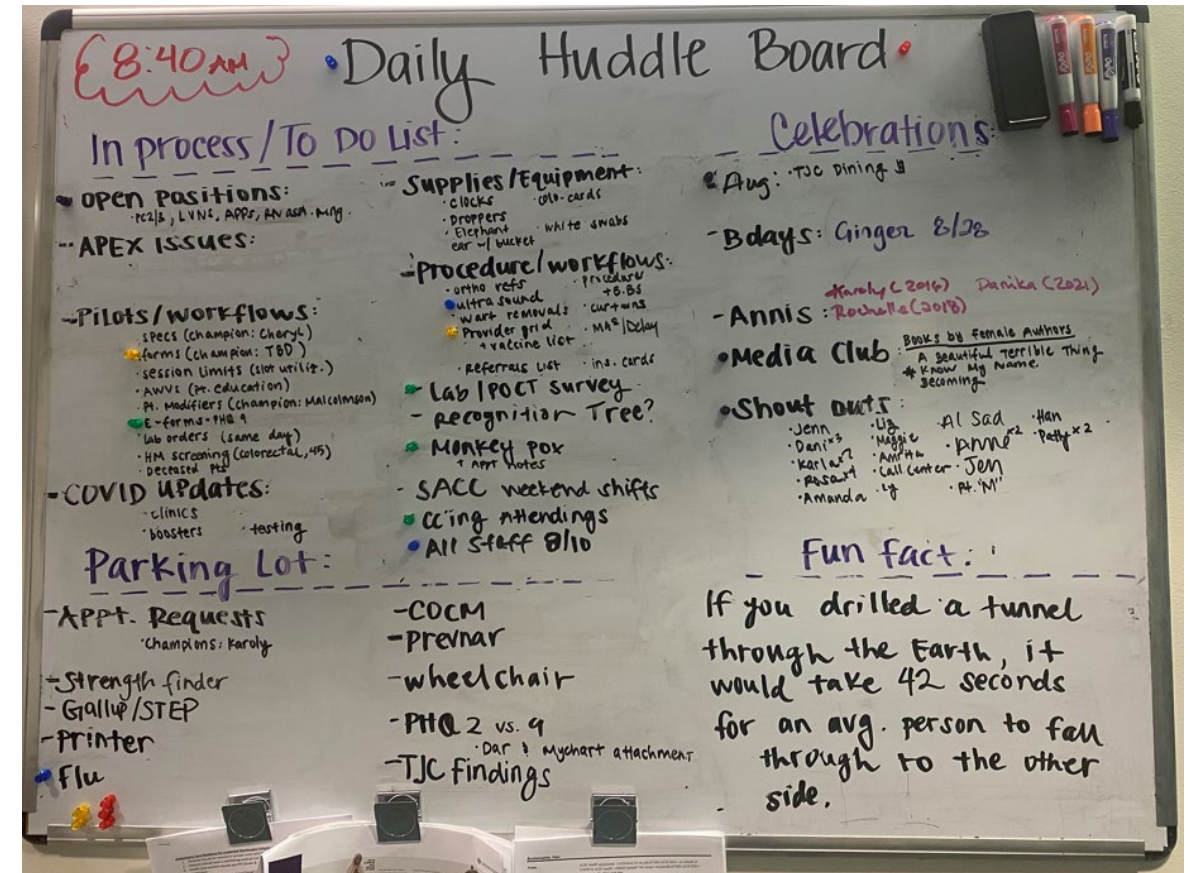 8:40 AM
Daily Huddle Board
In process/To Do List:
- Open Positions:
·PC2/3, LVNs, APPs, RN asst. mng.
- APEX Issues:
- Pilots/workflows:
·specs (champion: Cheryl)
·forms (champion: TBD)
·session limits (slot utiliz.)
·AWVs (pt. education)
·Pt. Modifiers (champion: Malcolmson)
E-forms-PHQ 9
·lab orders (same day)
·HM screening (colorectal, 45)
·Deceased pts
- COVID updates:
·clinics
·boosters ·testing
- Supplies/Equipment:
·clocks ·colo-cards
·Droppers
·Elephant ear w/ bucket ·white swabs
- Procedure/workflows:
·ortho refs ·procedures
ultrasound
·wart removals ·curtains
Provider grid
+ vaccine list
·Referrals list ·ins. cards
- Lab/POCT survey
- Recognition Tree?
Monkey pox
+ Appt notes
- SACC weekend shifts
CC'ing Attendings
All Staff 8/10
Celebrations:
Aug: ·TJC Dining $
- Bdays: Ginger 8/28
- Annis: Karoly (2016) Danika (2021)
Rochelle (2018)
Media Club: Books by Female Authors
A Beautiful Terrible Thing
* Know My Name
Becoming
Shout outs:
·Jenn ·Liz ·Al Sad ·Han
·Dani x3 ·Maggie ·Anne x2 ·Patty x2
·Karla x2 ·Amrita ·Jen
·Rosa x4 ·Call Center ·Pt. "M"
·Amanda ·Ly
Parking Lot:
- Appt. Requests
·Champions: Karoly
- Strength finder
- Gallup/STEP
- Printer
Flu
- COCM
- Prevnar
- wheelchair
- PHQ 2 vs. 9
·Dar & Mychart attachment
- TJC findings
Fun fact:
If you drilled a tunnel
through the Earth, it
would take 42 seconds
for an avg. person to fall
through to the other
side.